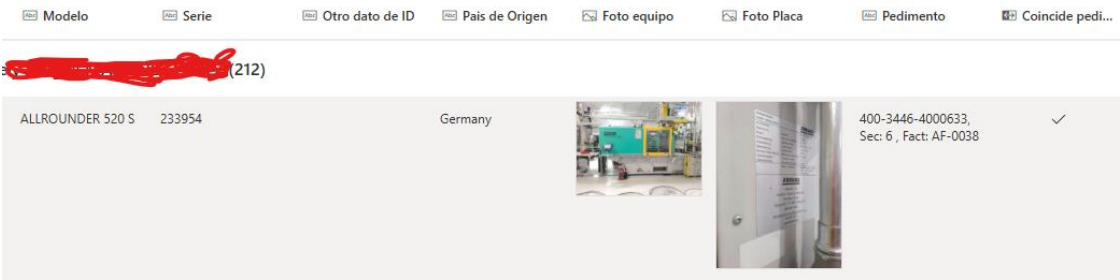 Modelo
Serie
Otro dato de ID
Pais de Origen
Foto equipo
Foto Placa
Pedimento
Coincide pedi...
(212)
ALLROUNDER 520 S
233954
Germany
400-3446-4000633,
Sec: 6 , Fact: AF-0038